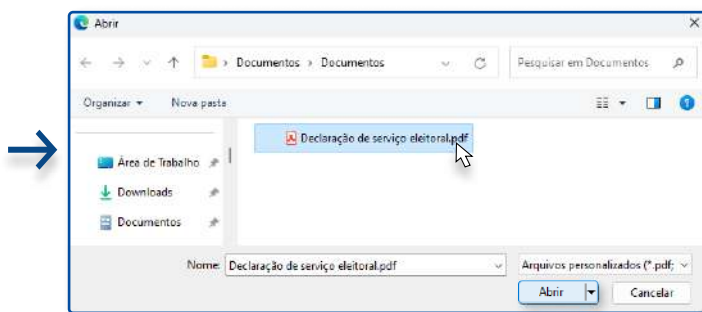 Abrir
Documentos › Documentos
Pesquisar em Documentos
Organizar
Nova pasta
Declaração de serviço eleitoral.pdf
Área de Trabalho
Downloads
Documentos
Nome: Declaração de serviço eleitoral.pdf
Arquivos personalizados (*.pdf;
Abrir
Cancelar